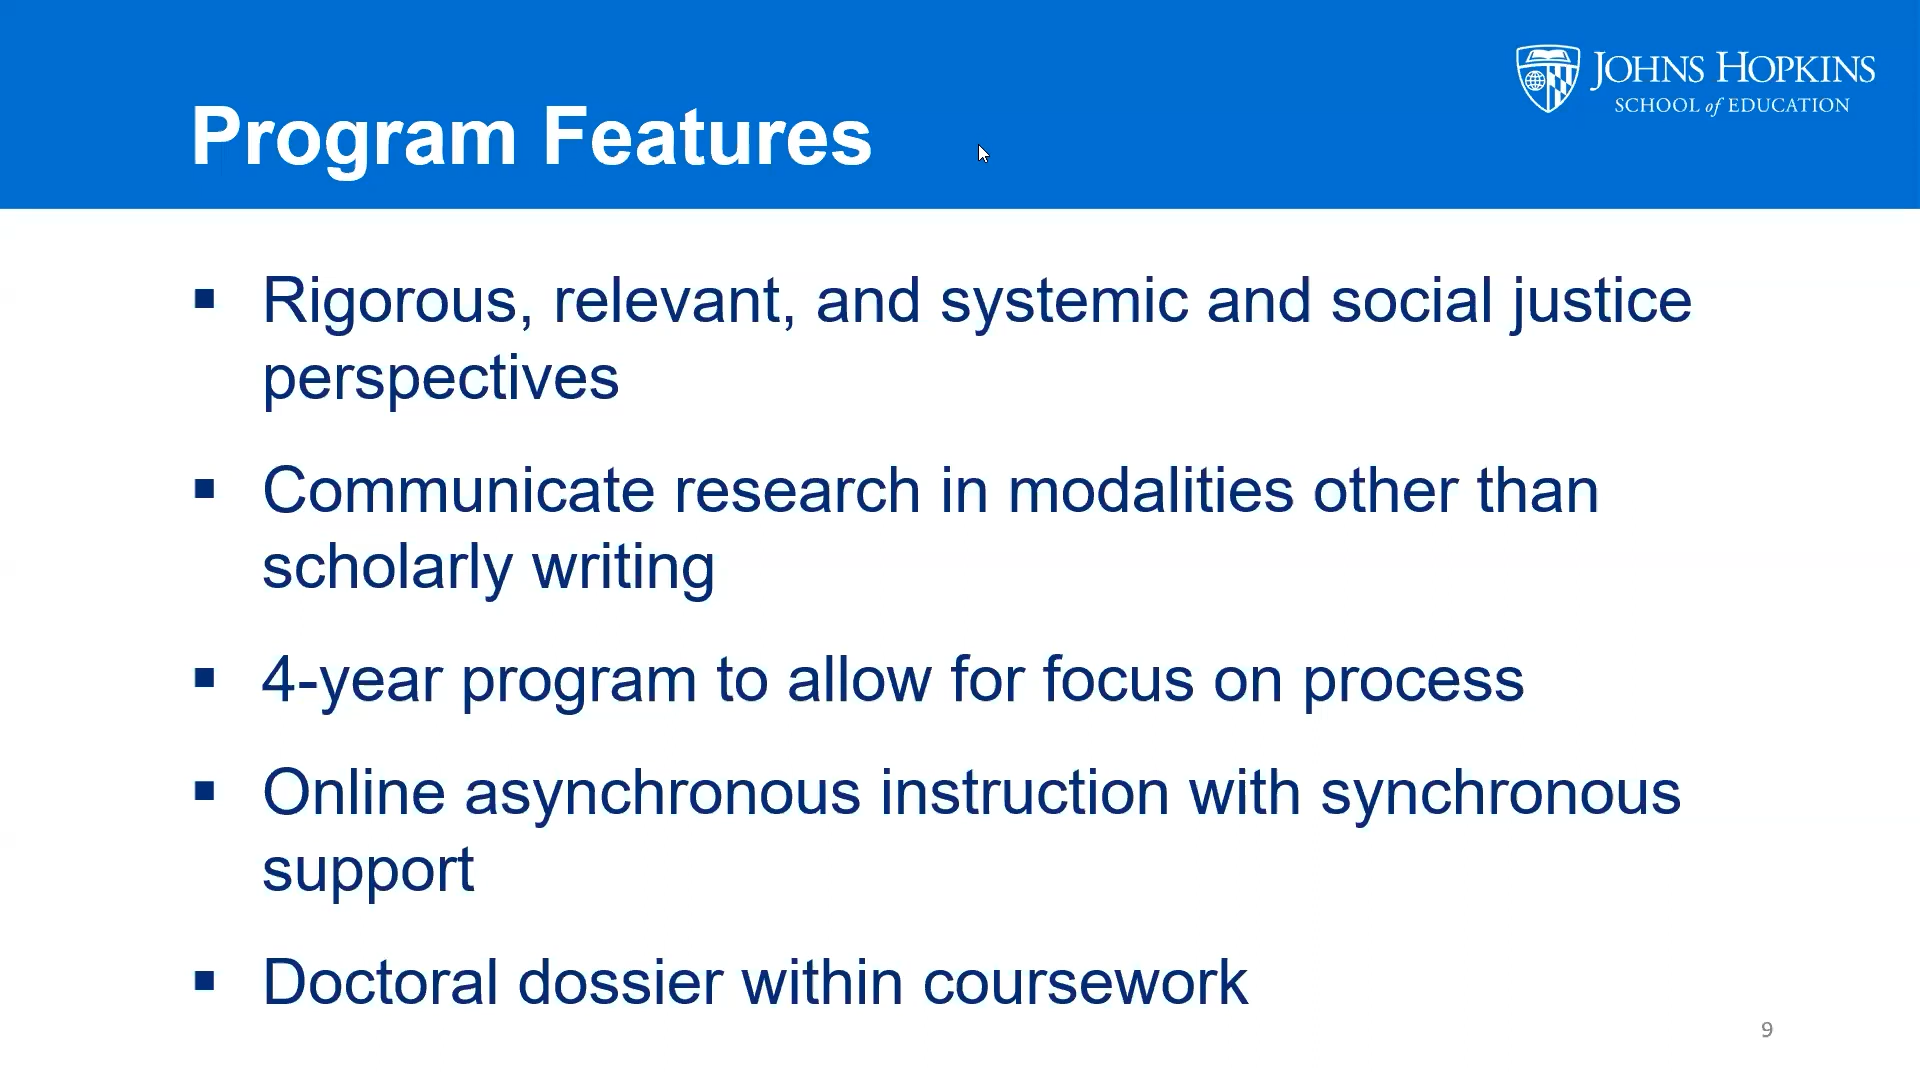 JOHNS HOPKINS
SCHOOL of EDUCATION
Program Features
▪ Rigorous, relevant, and systemic and social justice
perspectives
▪ Communicate research in modalities other than
scholarly writing
▪ 4-year program to allow for focus on process
▪ Online asynchronous instruction with synchronous
support
▪ Doctoral dossier within coursework
9